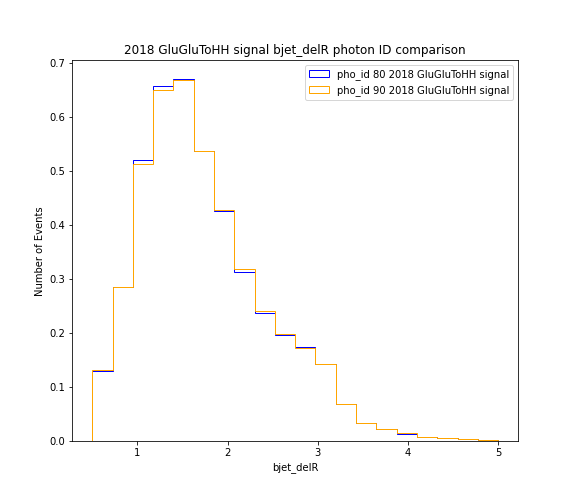 2018 GluGluToHH signal bjet_delR photon ID comparison
pho_id 80 2018 GluGluToHH signal
pho_id 90 2018 GluGluToHH signal
Number of Events
0.7
0.6
0.5
0.4
0.3
0.2
0.1
0.0
1
2
3
4
5
bjet_delR